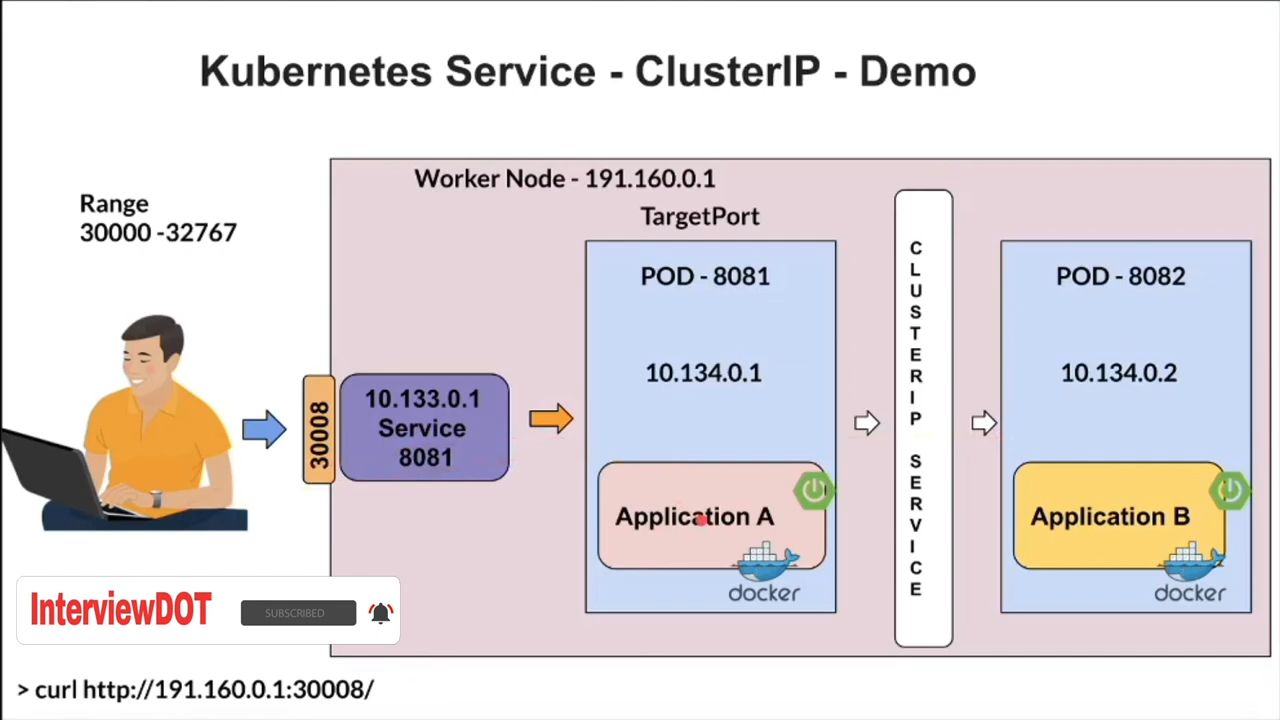 Kubernetes Service - ClusterIP - Demo
Worker Node - 191.160.0.1
Range
30000 -32767
TargetPort
POD - 8081
10.134.0.1
Application A
docker
CLUSTERIP SERVICE
POD - 8082
10.134.0.2
Application B
docker
30008
10.133.0.1
Service
8081
InterviewDOT
SUBSCRIBED
> curl http://191.160.0.1:30008/